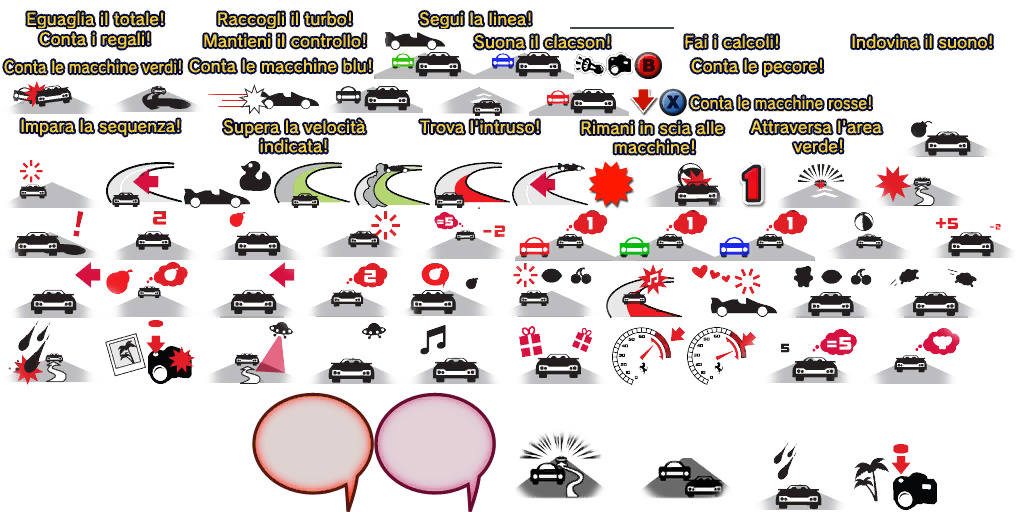 Eguaglia il totale!
Raccogli il turbo!
Segui la linea!
Conta i regali!
Mantieni il controllo!
Suona il clacson!
Fai i calcoli!
Indovina il suono!
Conta le macchine verdi!
Conta le macchine blu!
B
Conta le pecore!
X
Conta le macchine rosse!
Impara la sequenza!
Supera la velocità
indicata!
Trova l'intruso!
Rimani in scia alle
macchine!
Attraversa l'area
verde!
1
!
2
=5
-2
1
1
1
+5
-2
2
5
=5